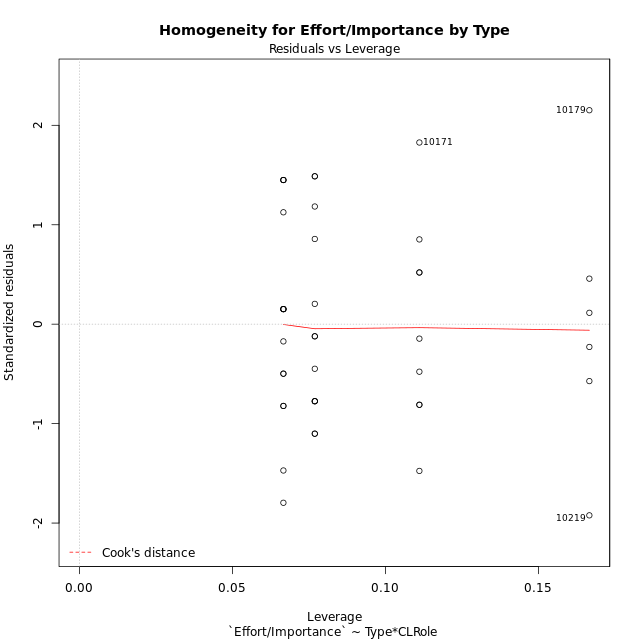 Homogeneity for Effort/Importance by Type
Residuals vs Leverage
Standardized residuals
2
1
0
-1
-2
10179
10171
10219
Cook's distance
0.00 0.05 0.10 0.15
Leverage
`Effort/Importance` ~ Type*CLRole